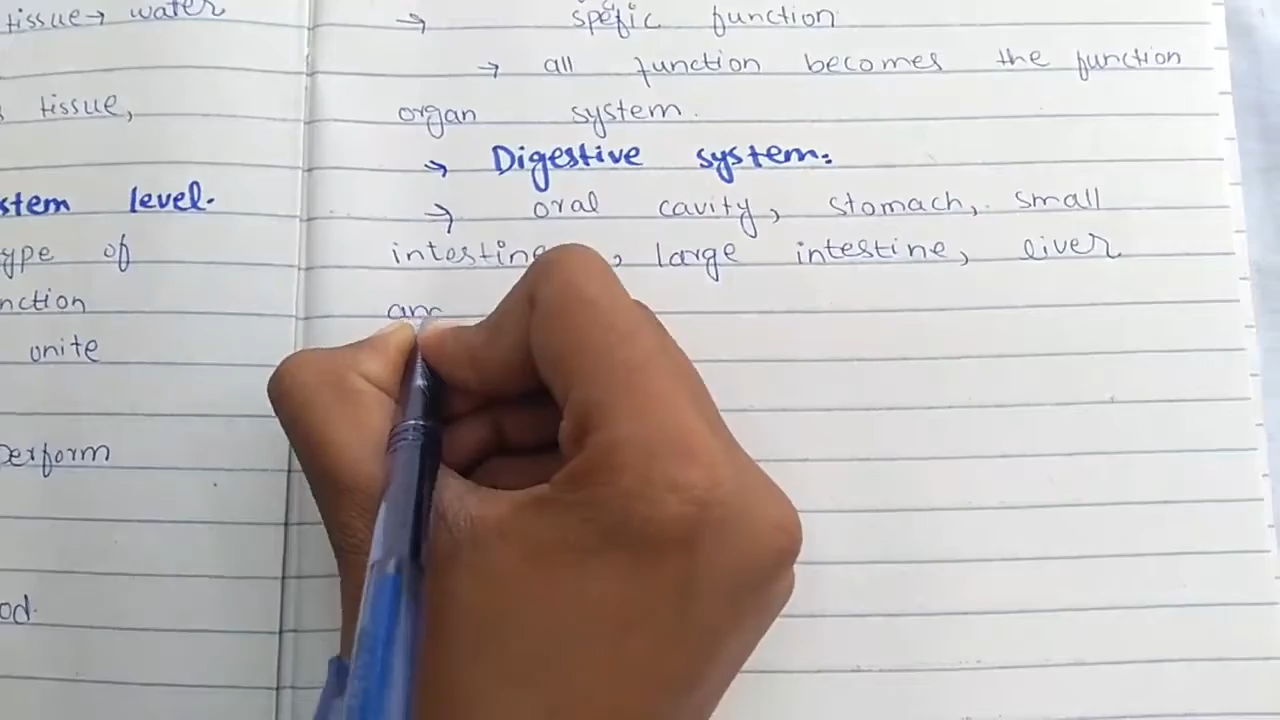 tissue → water
tissue,
stem level.
ype of
nction
unite
perform
od.
→ spefic function
→ all function becomes the function
organ system.
→ Digestive system:
→ oral cavity, stomach, small
intestine, large intestine, liver
and